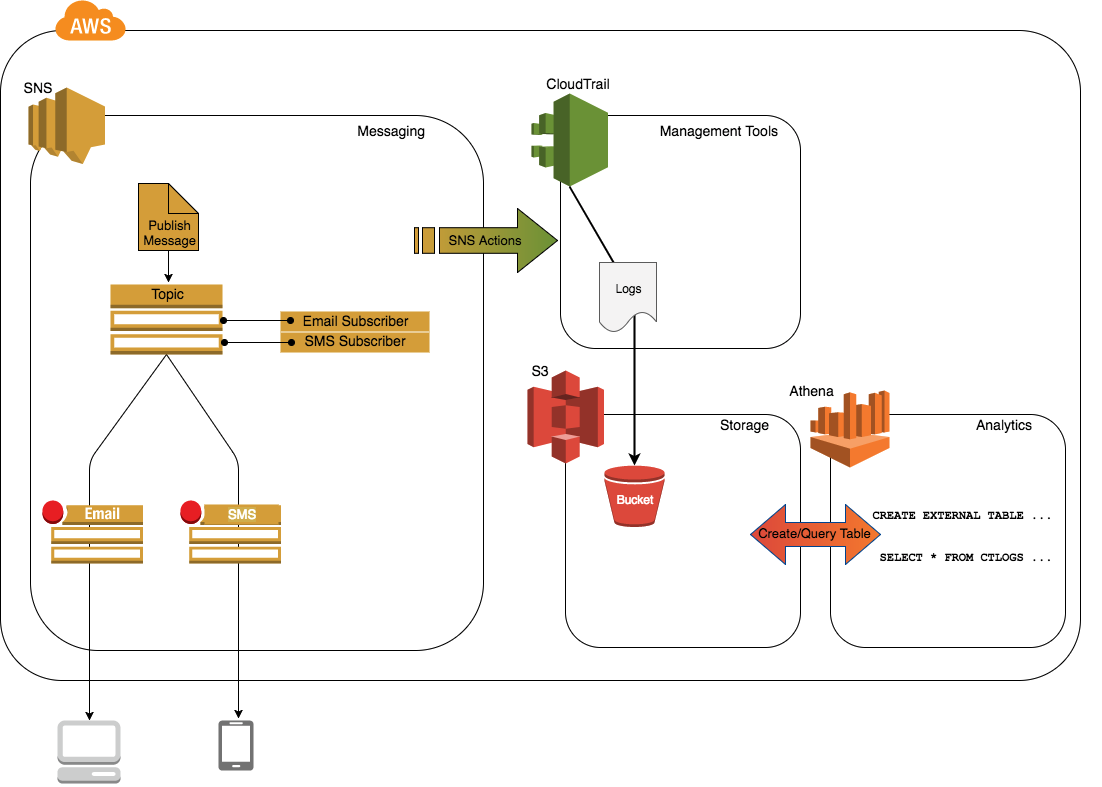 AWS
SNS
Messaging
Publish
Message
Topic
Email Subscriber
SMS Subscriber
Email
SMS
SNS Actions
CloudTrail
Management Tools
Logs
S3
Storage
Bucket
Athena
Analytics
Create/Query Table
CREATE EXTERNAL TABLE ...
SELECT * FROM CTLOGS ...